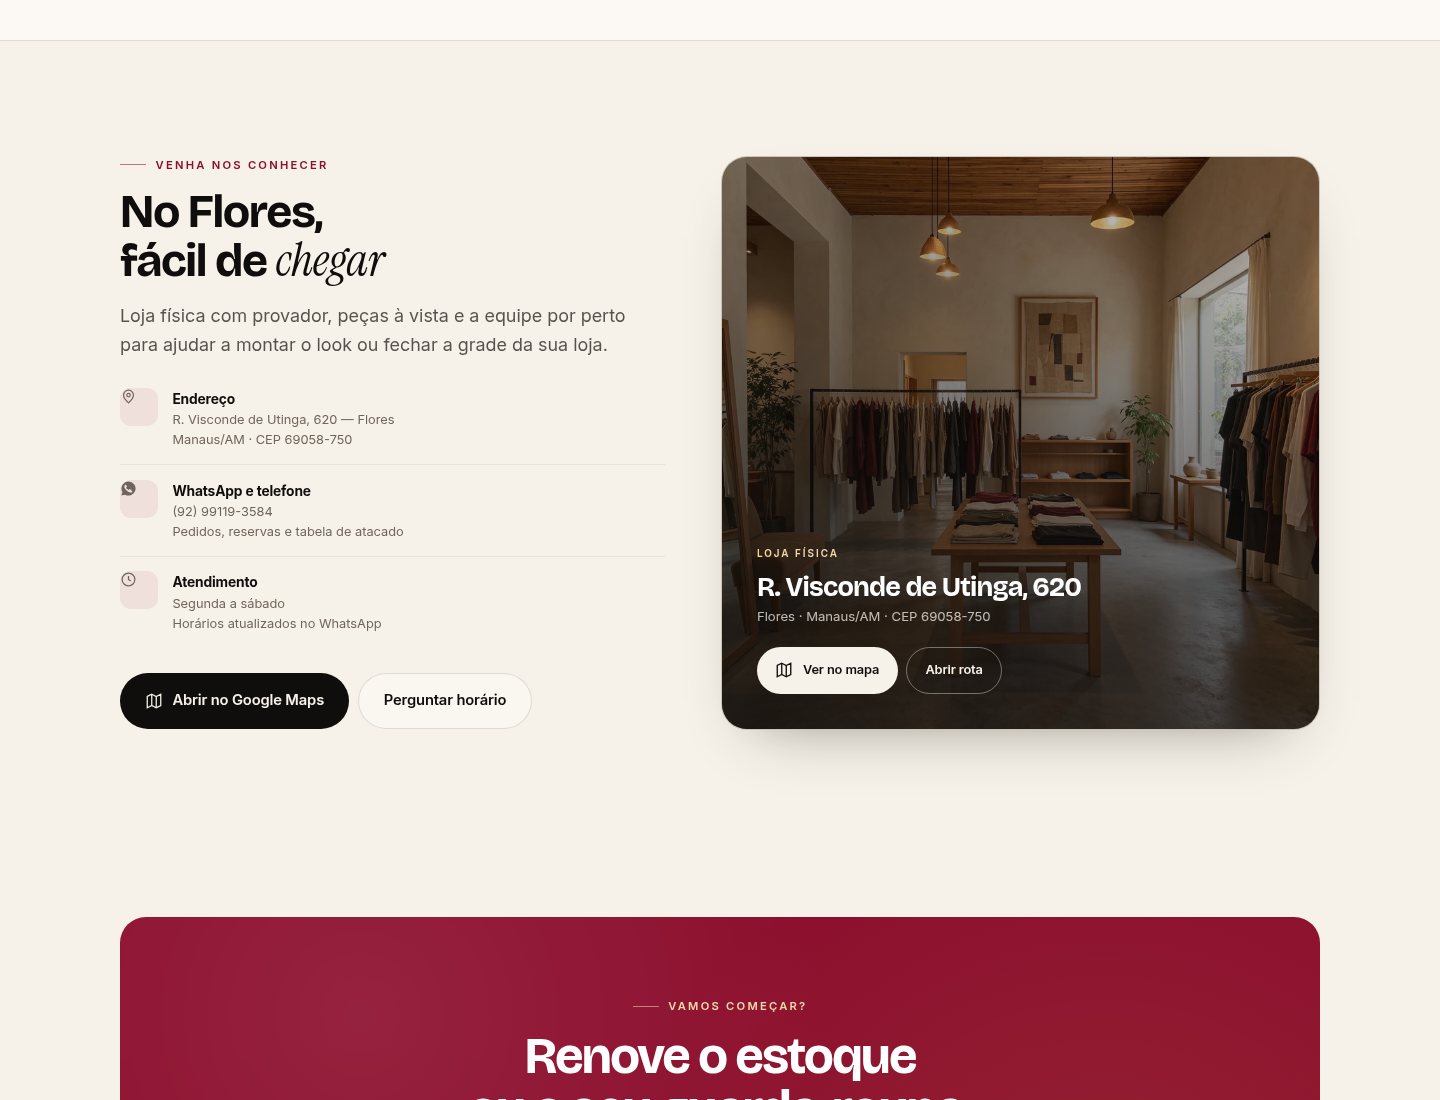 VENHA NOS CONHECER
No Flores,
fácil de chegar
Loja física com provador, peças à vista e a equipe por perto
para ajudar a montar o look ou fechar a grade da sua loja.
Endereço
R. Visconde de Utinga, 620 — Flores
Manaus/AM · CEP 69058-750
WhatsApp e telefone
(92) 99119-3584
Pedidos, reservas e tabela de atacado
Atendimento
Segunda a sábado
Horários atualizados no WhatsApp
Abrir no Google Maps
Perguntar horário
LOJA FÍSICA
R. Visconde de Utinga, 620
Flores · Manaus/AM · CEP 69058-750
Ver no mapa
Abrir rota
VAMOS COMEÇAR?
Renove o estoque